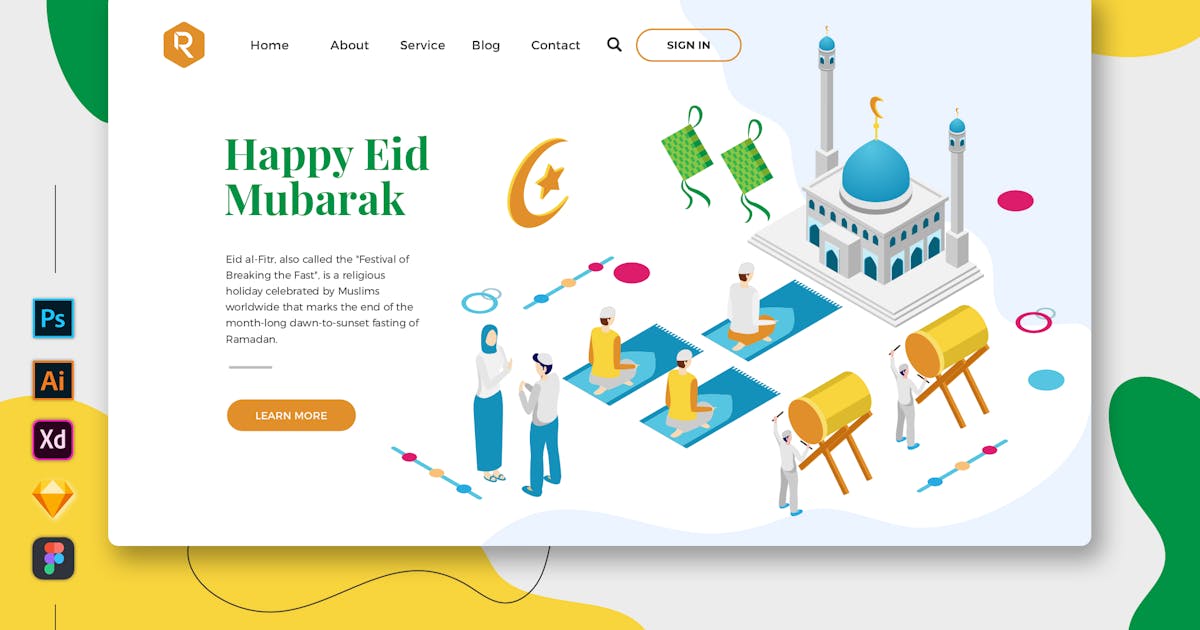 R
Home About Service Blog Contact SIGN IN
Happy Eid
Mubarak
Eid al-Fitr, also called the "Festival of
Breaking the Fast", is a religious
holiday celebrated by Muslims
worldwide that marks the end of the
month-long dawn-to-sunset fasting of
Ramadan.
LEARN MORE
Ps
Ai
Xd